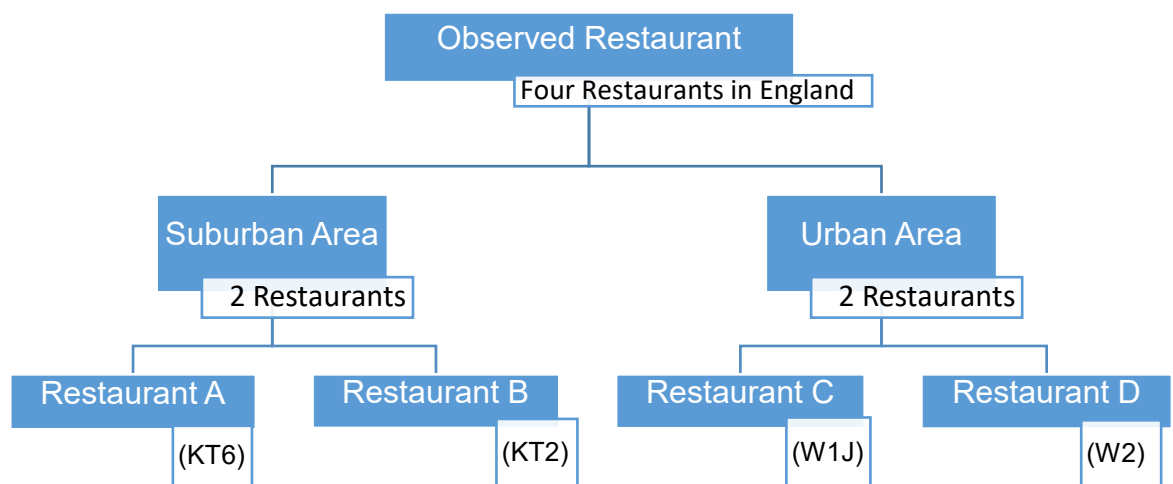 Observed Restaurant
Four Restaurants in England
Suburban Area
2 Restaurants
Urban Area
2 Restaurants
Restaurant A
(KT6)
Restaurant B
(KT2)
Restaurant C
(W1J)
Restaurant D
(W2)